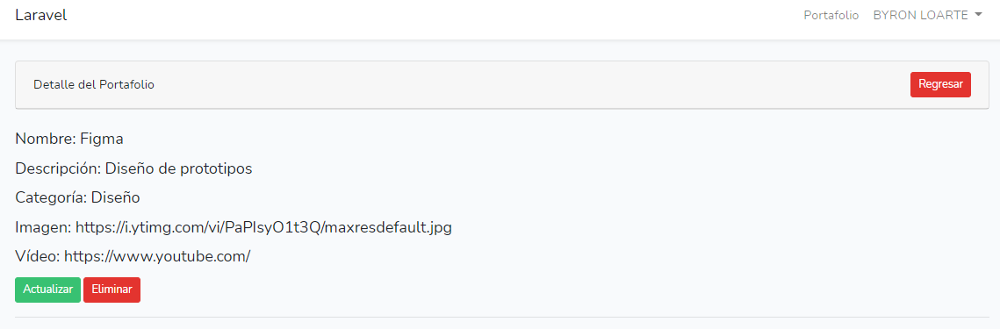 Laravel
Portafolio BYRON LOARTE
Detalle del Portafolio Regresar
Nombre: Figma
Descripción: Diseño de prototipos
Categoría: Diseño
Imagen: https://i.ytimg.com/vi/PaPIsyO1t3Q/maxresdefault.jpg
Vídeo: https://www.youtube.com/
Actualizar Eliminar